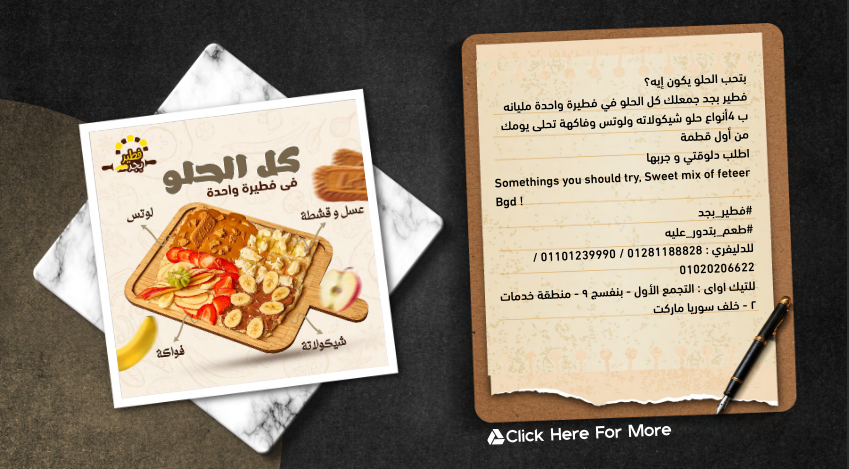 فطير
بجد
كل الحلو
فى فطيرة واحدة
عسل و قشطة
لوتس
شيكولاتة
فواكة
بتحب الحلو يكون إيه؟
فطير بجد جمعلك كل الحلو في فطيرة واحدة مليانه
ب 4أنواع حلو شيكولاته ولوتس وفاكهة تحلى يومك
من أول قطمة
اطلب دلوقتي و جربها
Somethings you should try, Sweet mix of feteer
Bgd !
#فطير_بجد
#طعم_بتدور_عليه
للدليفري : 01281188828 / 01101239990 /
01020206622
للتيك اواى : التجمع الأول - بنفسج ٩ - منطقة خدمات
٢ - خلف سوريا ماركت
Click Here For More